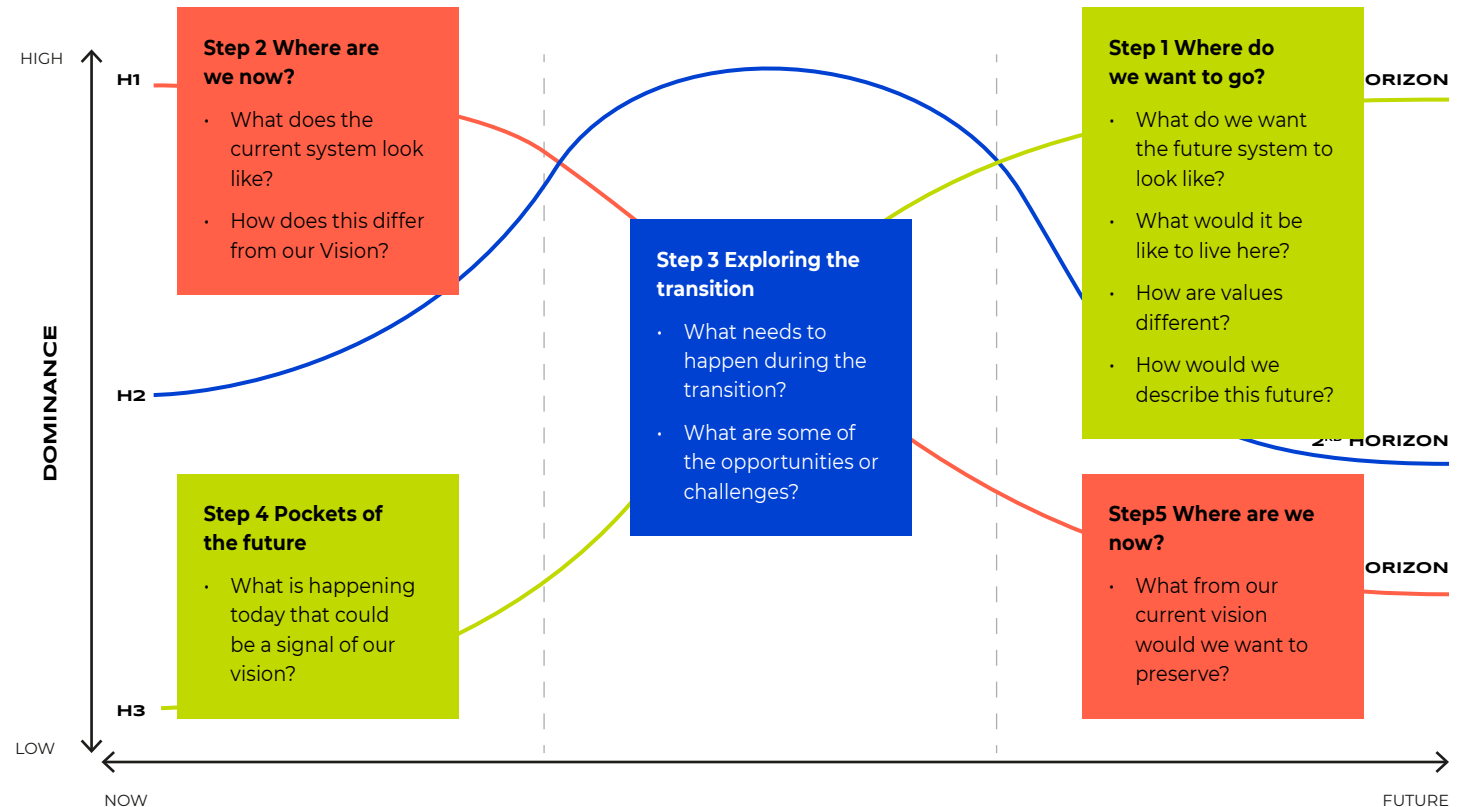 HIGH
H1
Step 2 Where are
we now?
• What does the
current system look
like?
• How does this differ
from our Vision?
Step 1 Where do
we want to go?
• What do we want
the future system to
look like?
• What would it be
like to live here?
• How are values
different?
• How would we
describe this future?
ORIZON
Step 3 Exploring the
transition
• What needs to
happen during the
transition?
• What are some of
the opportunities or
challenges?
DOMINANCE
H2
HORIZON
Step 4 Pockets of
the future
• What is happening
today that could
be a signal of our
vision?
Step5 Where are we
now?
• What from our
current vision
would we want to
preserve?
ORIZON
H3
LOW
NOW
FUTURE